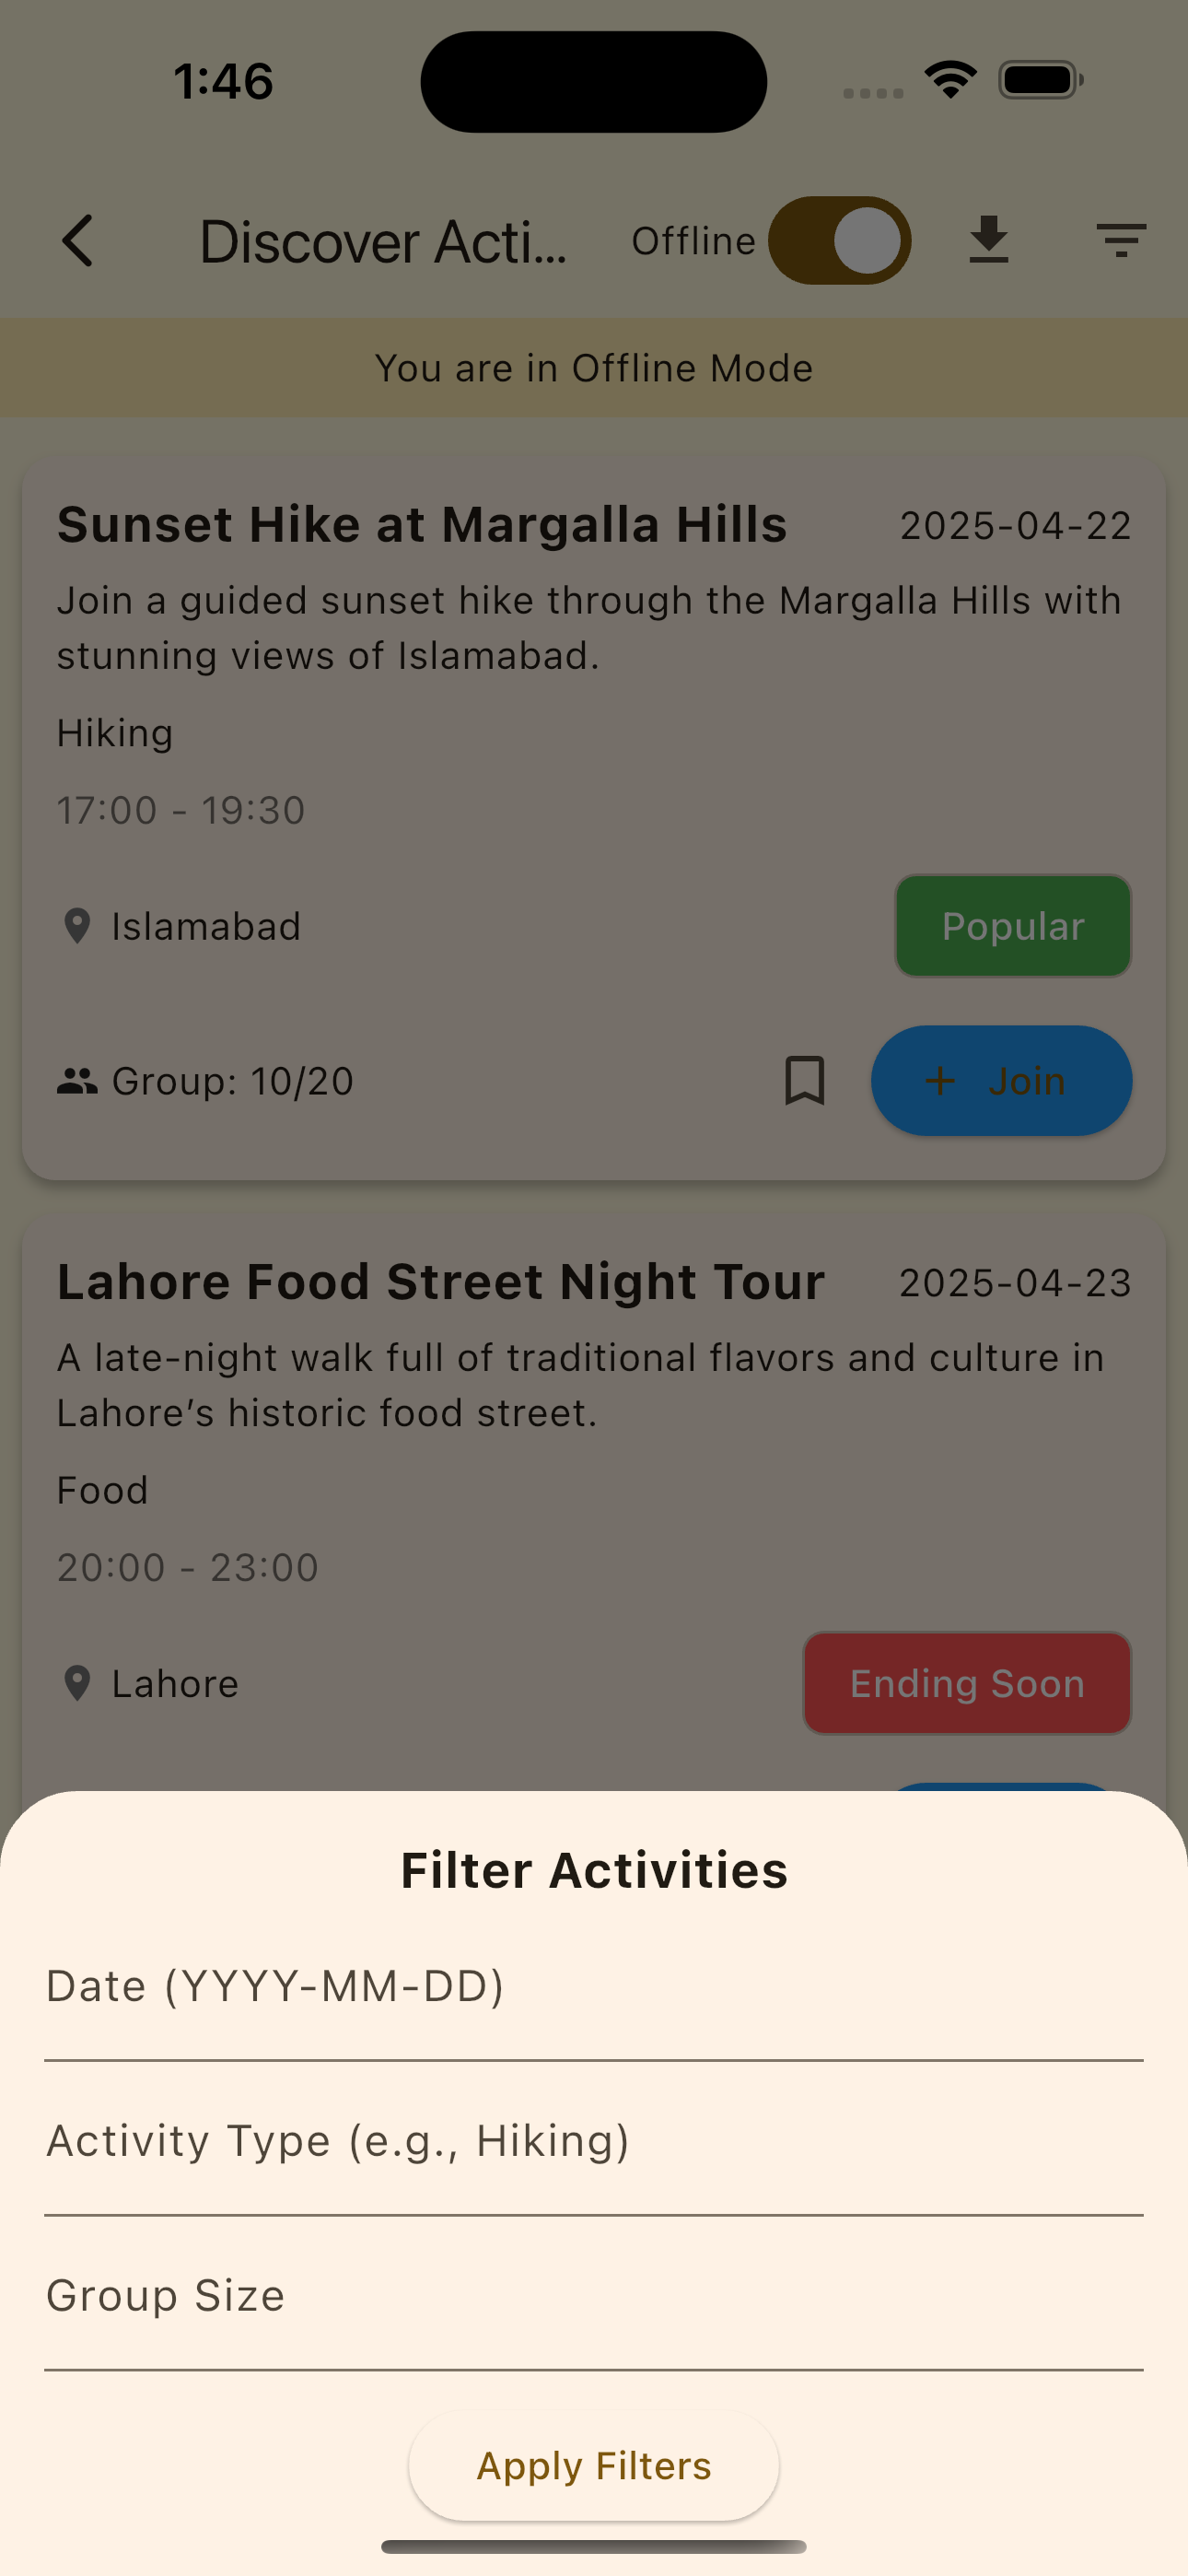 1:46
Discover Acti...
Offline
You are in Offline Mode
Sunset Hike at Margalla Hills
2025-04-22
Join a guided sunset hike through the Margalla Hills with
stunning views of Islamabad.
Hiking
17:00 - 19:30
Islamabad
Popular
Group: 10/20
+ Join
Lahore Food Street Night Tour
2025-04-23
A late-night walk full of traditional flavors and culture in
Lahore’s historic food street.
Food
20:00 - 23:00
Lahore
Ending Soon
Filter Activities
Date (YYYY-MM-DD)
Activity Type (e.g., Hiking)
Group Size
Apply Filters